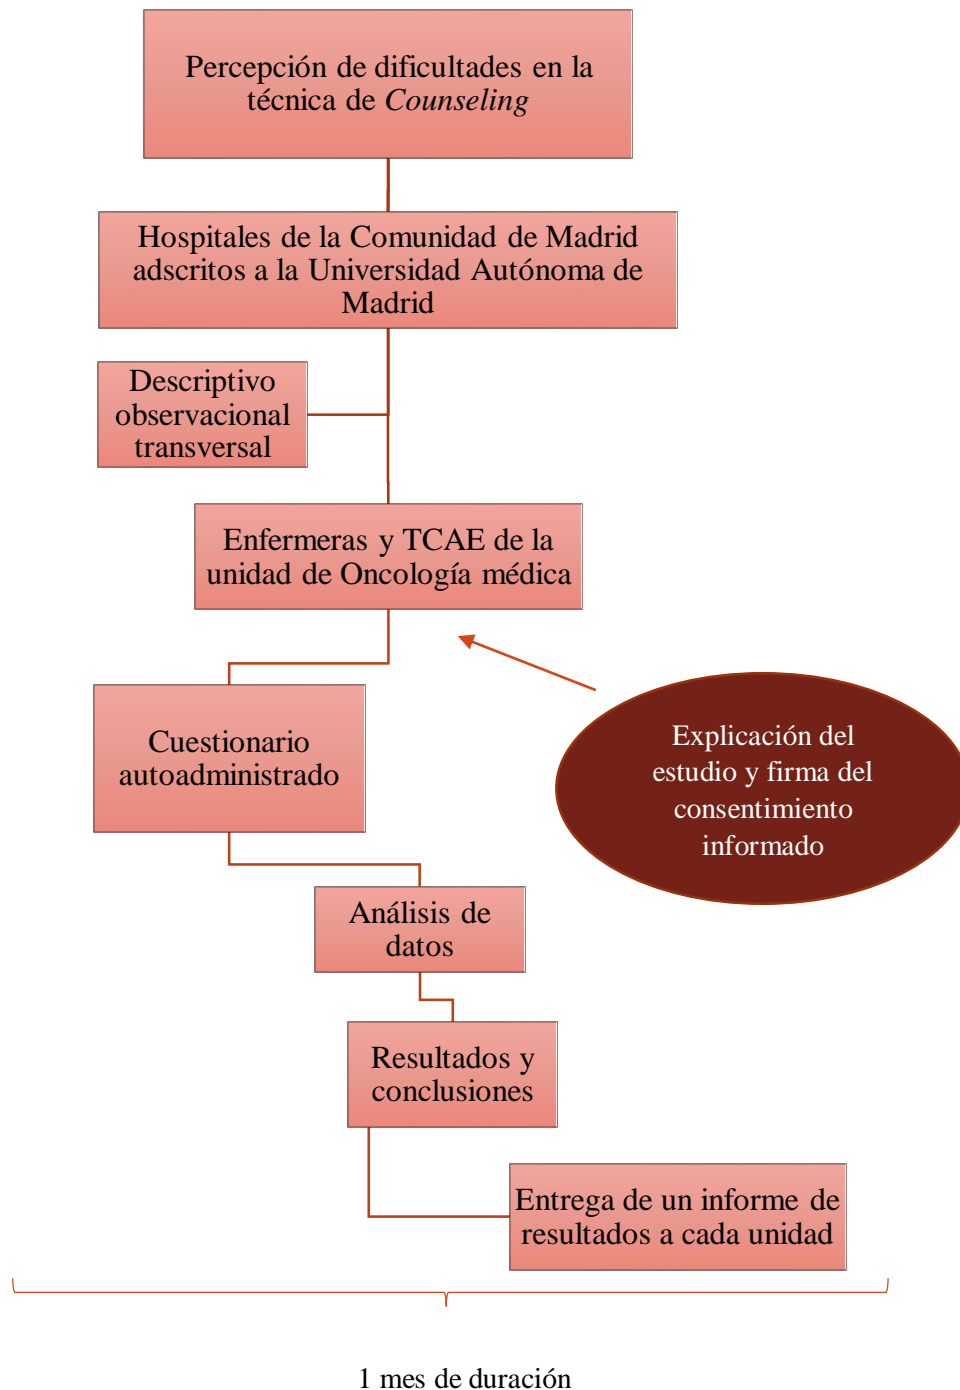 Percepción de dificultades en la
técnica de Counseling
Hospitales de la Comunidad de Madrid
adscritos a la Universidad Autónoma de
Madrid
Descriptivo
observacional
transversal
Enfermeras y TCAE de la
unidad de Oncología médica
Explicación del
estudio y firma del
consentimiento
informado
Cuestionario
autoadministrado
Análisis de
datos
Resultados y
conclusiones
Entrega de un informe de
resultados a cada unidad
1 mes de duración